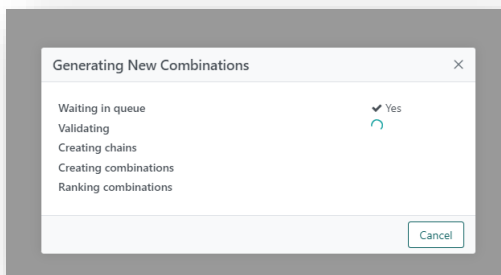 Generating New Combinations
Waiting in queue Yes
Validating
Creating chains
Creating combinations
Ranking combinations
Cancel